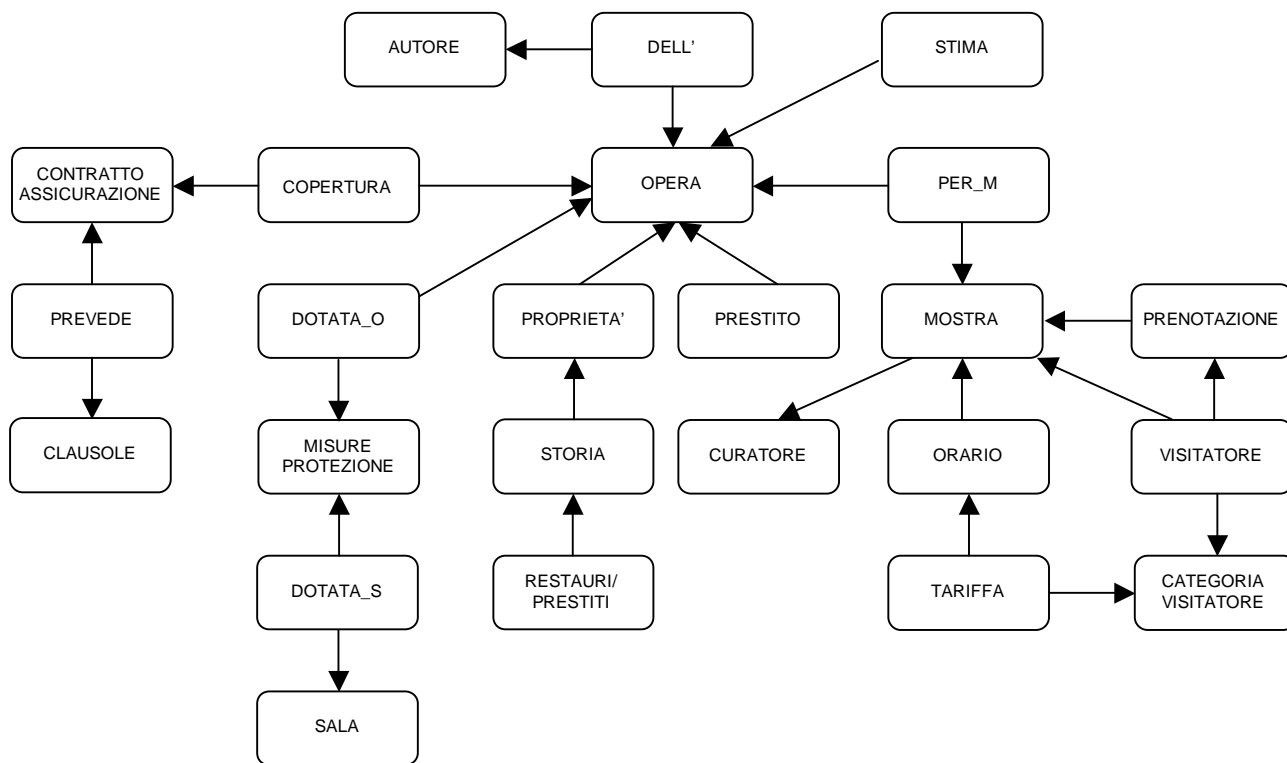 AUTORE
DELL'
STIMA
CONTRATTO
ASSICURAZIONE
COPERTURA
OPERA
PER_M
PREVEDE
DOTATA_O
PROPRIETA'
PRESTITO
MOSTRA
PRENOTAZIONE
CLAUSOLE
MISURE
PROTEZIONE
STORIA
CURATORE
ORARIO
VISITATORE
DOTATA_S
RESTAURI/
PRESTITI
TARIFFA
CATEGORIA
VISITATORE
SALA